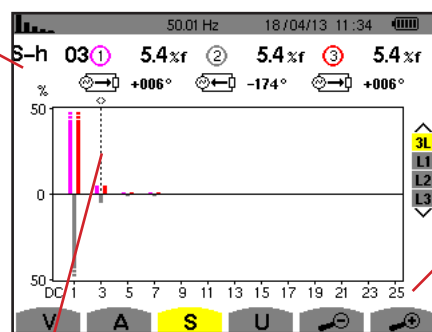 50.01 Hz 18/04/13 11:34
S-h 03 1 5.4%f 2 5.4%f 3 5.4%f
+006° -174° +006°
%
50
3L
L1
L2
L3
0
50
DC 1 3 5 7 9 11 13 15 17 19 21 23 25
V A S U